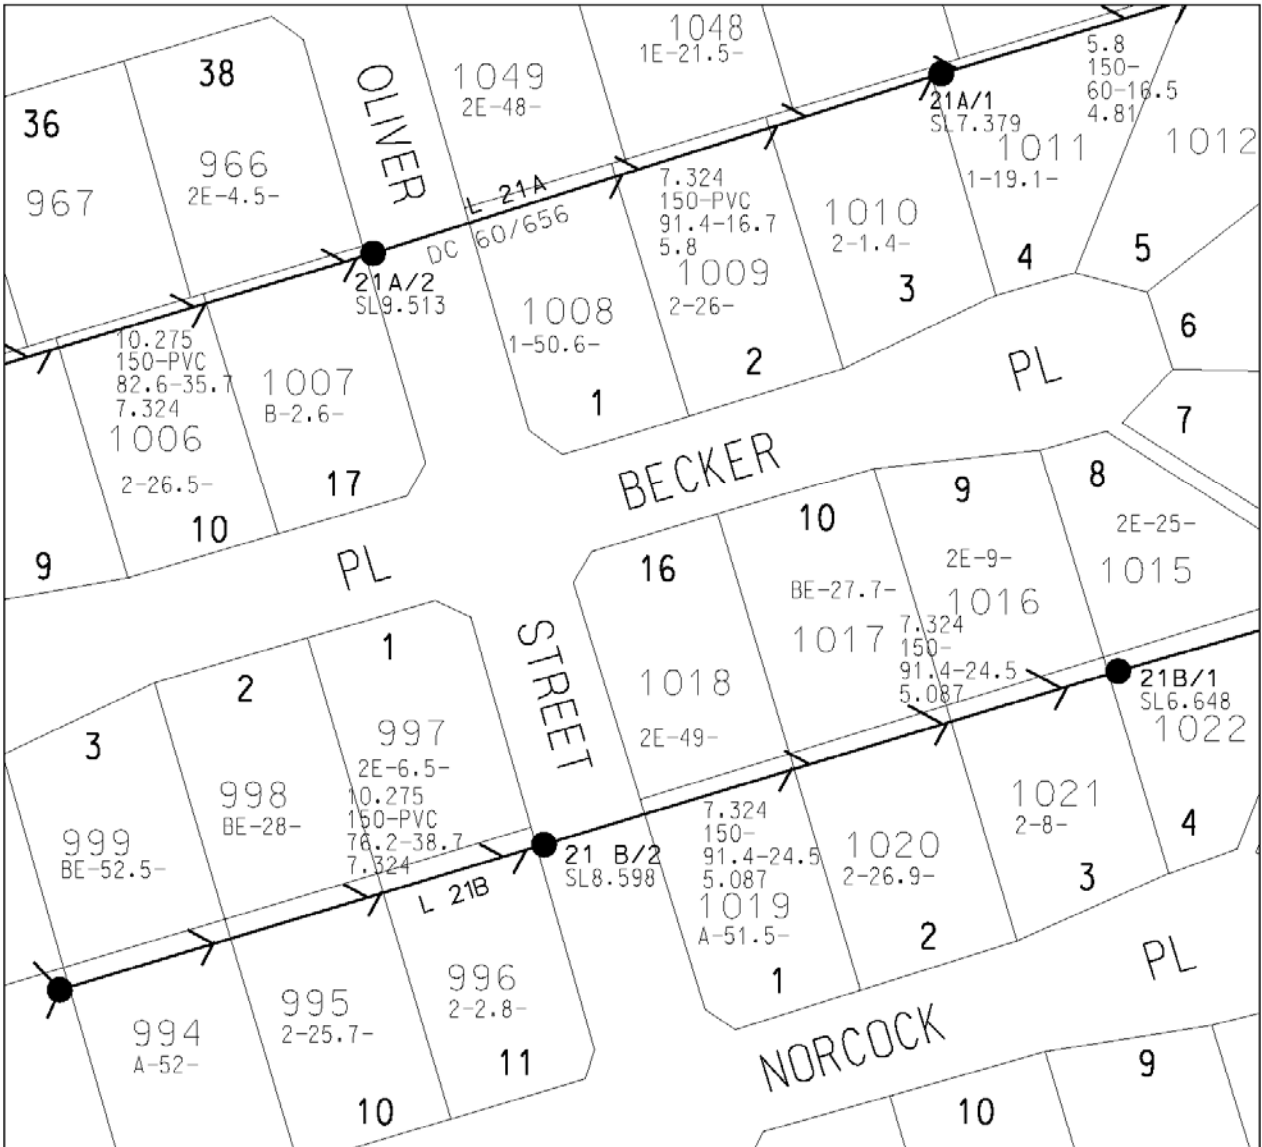 1048
1E-21.5-
5.8
150-
60-16.5
4.81
38
OLIVER
1049
2E-48-
36
21A/1
SL7.379
1011
1-19.1-
1012
966
2E-4.5-
967
L 21A
DC 60/656
7.324
150-PVC
91.4-16.7
5.8
1009
2-26-
1010
2-1.4-
3
4
5
21A/2
SL9.513
1008
1-50.6-
6
10.275
150-PVC
82.6-35.7
7.324
1006
2-26.5-
1007
B-2.6-
1
2
PL
7
BECKER
17
10
9
PL
16
10
9
8
2E-25-
1015
2E-9-
1016
BE-27.7-
1017
7.324
150-
91.4-24.5
5.087
STREET
1
2
3
1018
2E-49-
21B/1
SL6.648
1022
997
2E-6.5-
10.275
150-PVC
76.2-38.7
7.324
998
BE-28-
999
BE-52.5-
21 B/2
SL8.598
L 21B
7.324
150-
91.4-24.5
5.087
1019
A-51.5-
1020
2-26.9-
1021
2-8-
4
3
2
1
996
2-2.8-
995
2-25.7-
994
A-52-
PL
NORCOCK
11
10
9
10